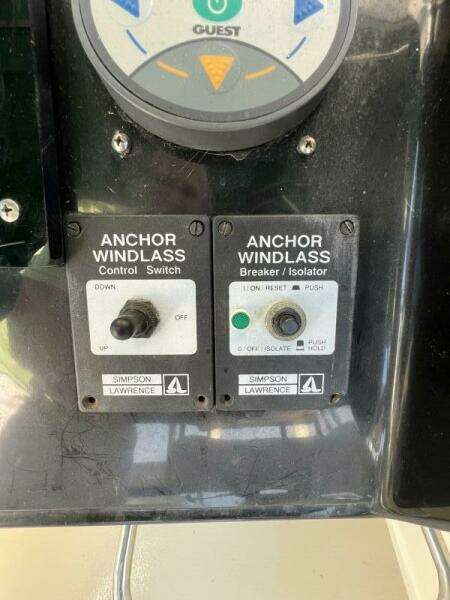 GUEST
ANCHOR
WINDLASS
Control Switch
DOWN
OFF
UP
SIMPSON
LAWRENCE
ANCHOR
WINDLASS
Breaker / Isolator
I / ON / RESET PUSH
0 / OFF / ISOLATE PUSH
HOLD
SIMPSON
LAWRENCE